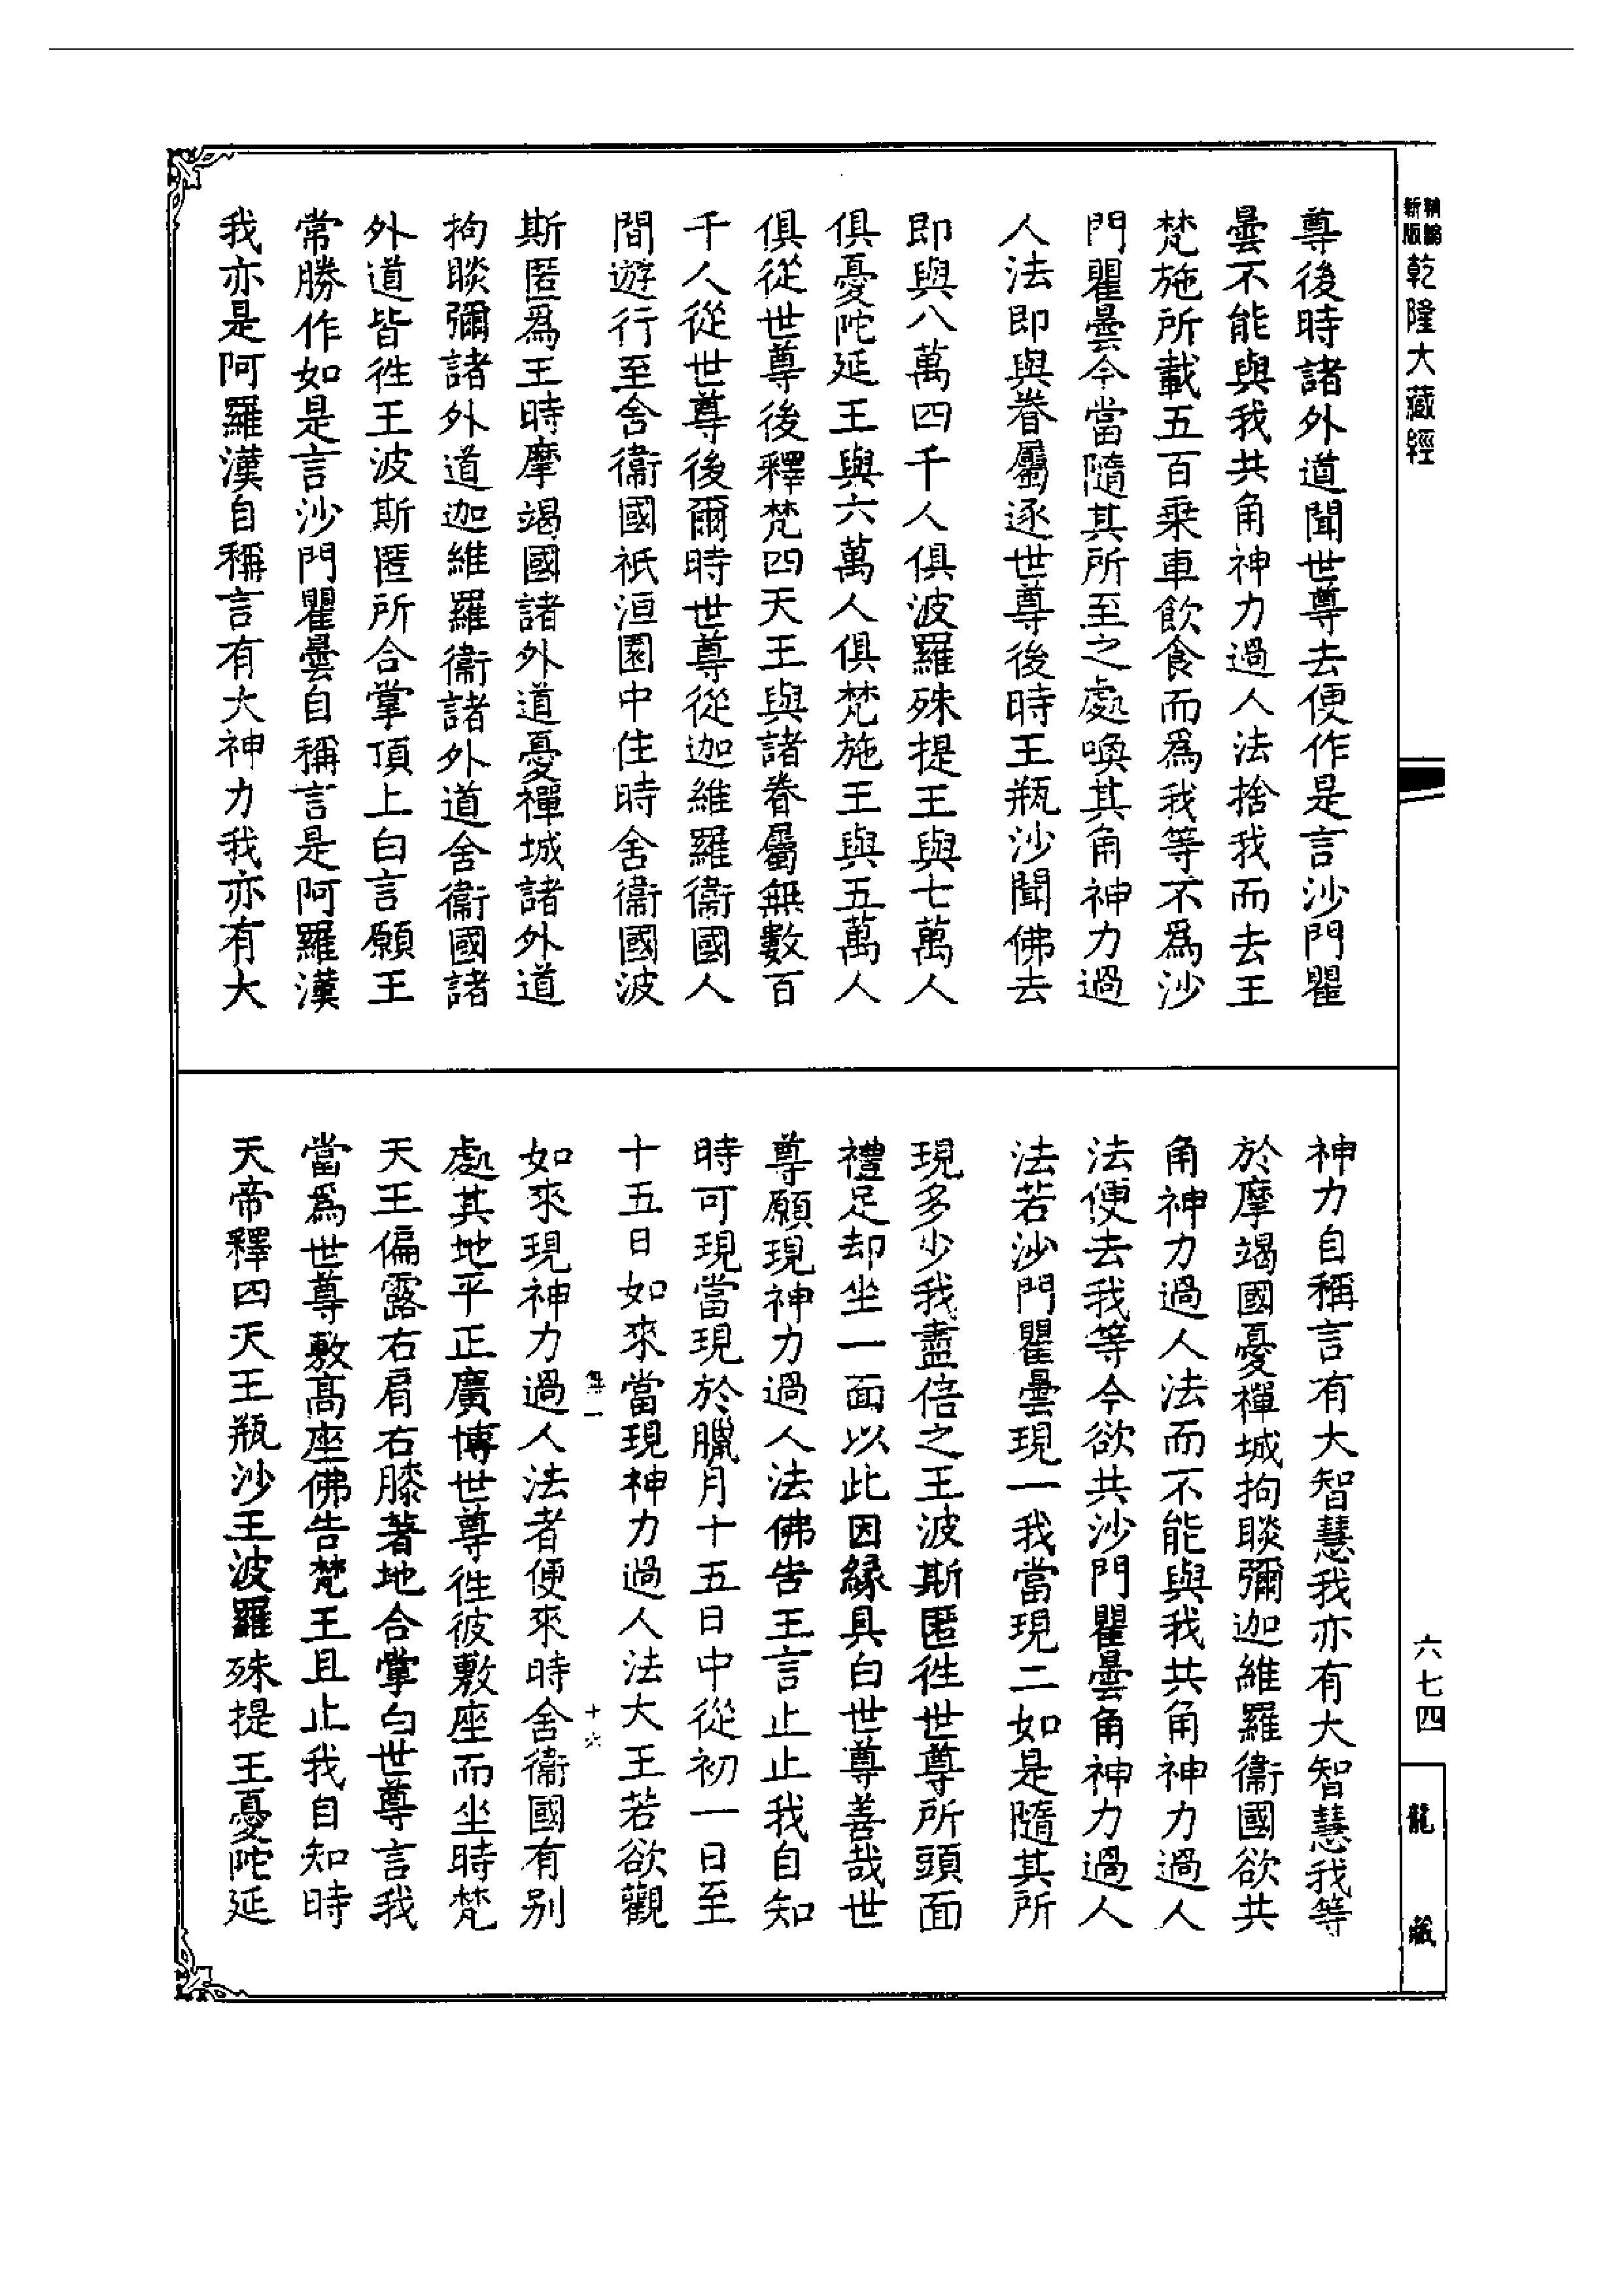 新版精編乾隆大藏經
尊後時諸外道聞世尊去便作是言沙門瞿
曇不能與我共角神力過人法捨我而去王
梵施所載五百乘車飲食而爲我等不爲沙
門瞿曇今當隨其所至之處喚其角神力過
人法即與眷屬逐世尊後時王瓶沙聞佛去
即與八萬四千人俱波羅殊提王與七萬人
俱憂陀延王與六萬人俱梵施王與五萬人
俱從世尊後釋梵四天王與諸眷屬無數百
千人從世尊後爾時世尊從迦維羅衞國人
間遊行至舍衞國祇洹園中住時舍衞國波
斯匿爲王時摩竭國諸外道憂禪城諸外道
拘睒彌諸外道迦維羅衞諸外道舍衞國諸
外道皆徃王波斯匿所合掌頂上白言願王
常勝作如是言沙門瞿曇自稱言是阿羅漢
我亦是阿羅漢自稱言有大神力我亦有大
神力自稱言有大智慧我亦有大智慧我等
於摩竭國憂禪城拘睒彌迦維羅衞國欲共
角神力過人法而不能與我共角神力過人
法便去我等今欲共沙門瞿曇角神力過人
法若沙門瞿曇現一我當現二如是隨其所
現多少我盡倍之王波斯匿徃世尊所頭面
禮足却坐一面以此因緣具白世尊善哉世
尊願現神力過人法佛告王言止止我自知
時可現當現於臘月十五日中從初一日至
十五日如來當現神力過人法大王若欲觀
十六
如來現神力過人法者便來時舍衞國有别
處其地平正廣博世尊徃彼敷座而坐時梵
天王偏露右肩右膝著地合掌白世尊言我
當爲世尊敷高座佛告梵王且止我自知時
天帝釋四天王瓶沙王波羅殊提王憂陀延
六七四
龍藏